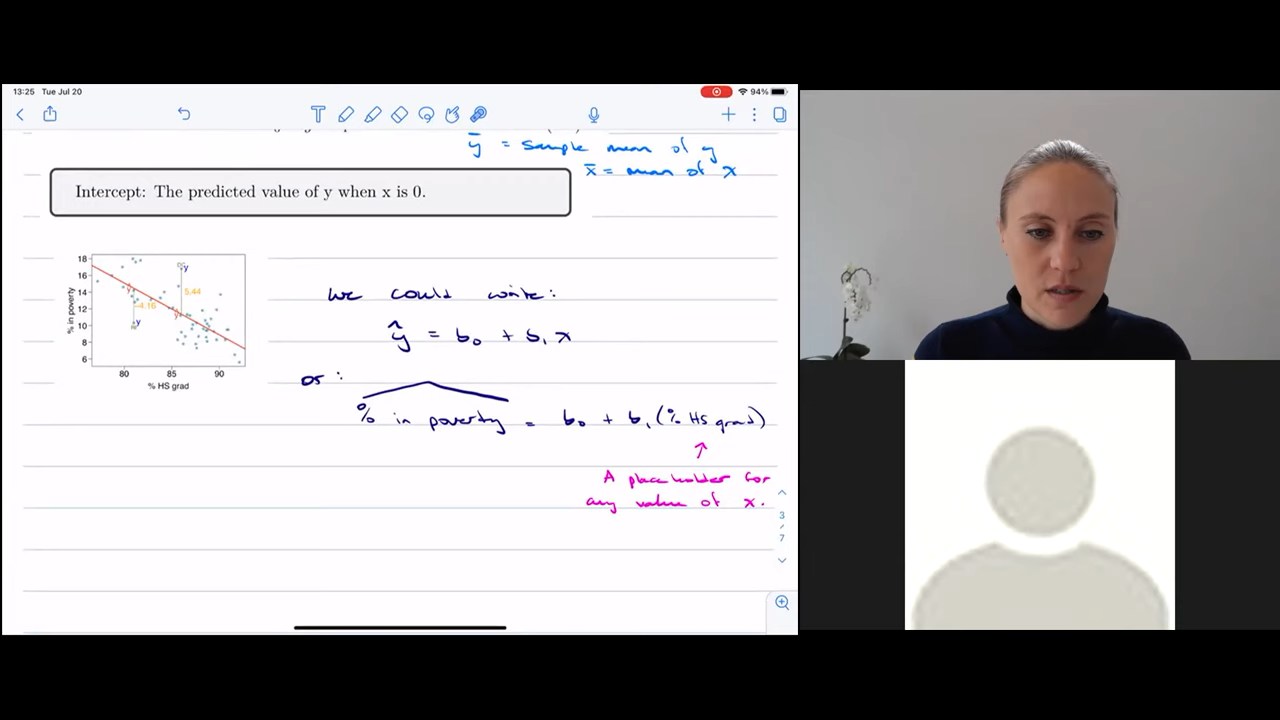 13:25 Tue Jul 20
94%
T
ȳ = sample mean of y
x̄ = mean of x
Intercept: The predicted value of y when x is 0.
18
16
14
12
10
8
6
% in poverty
80 85 90
% HS grad
DC
y
5.44
-4.16
y
We could write:
ŷ = b₀ + b₁ x
or:
% in poverty = b₀ + b₁ (% HS grad)
↑
A placeholder for
any value of x.
3
/
7